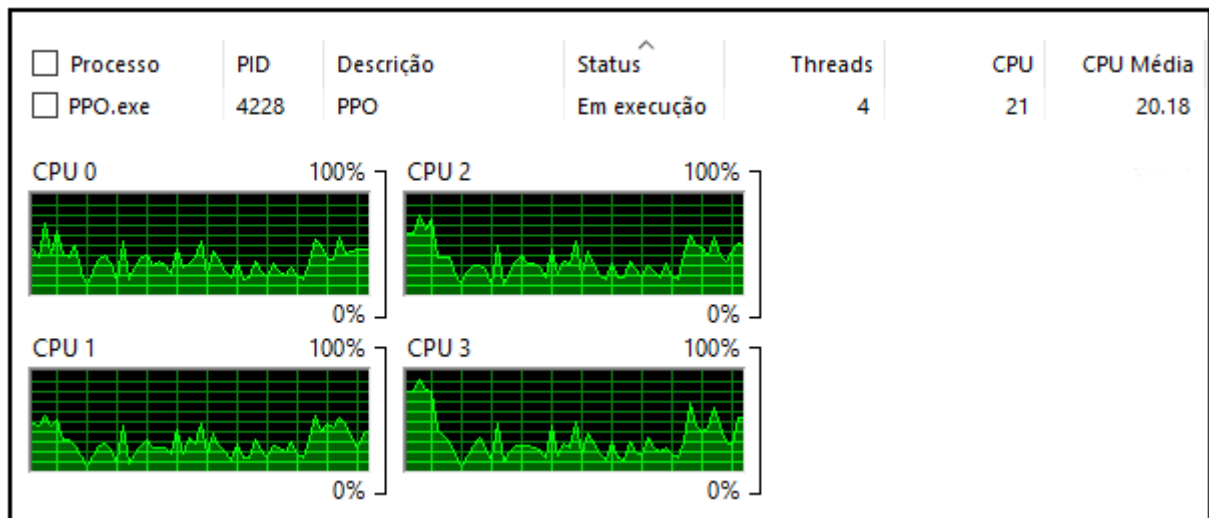 Processo PID Descrição Status Threads CPU CPU Média
PPO.exe 4228 PPO Em execução 4 21 20.18
CPU 0 100% CPU 2 100%
0% 0%
CPU 1 100% CPU 3 100%
0% 0%